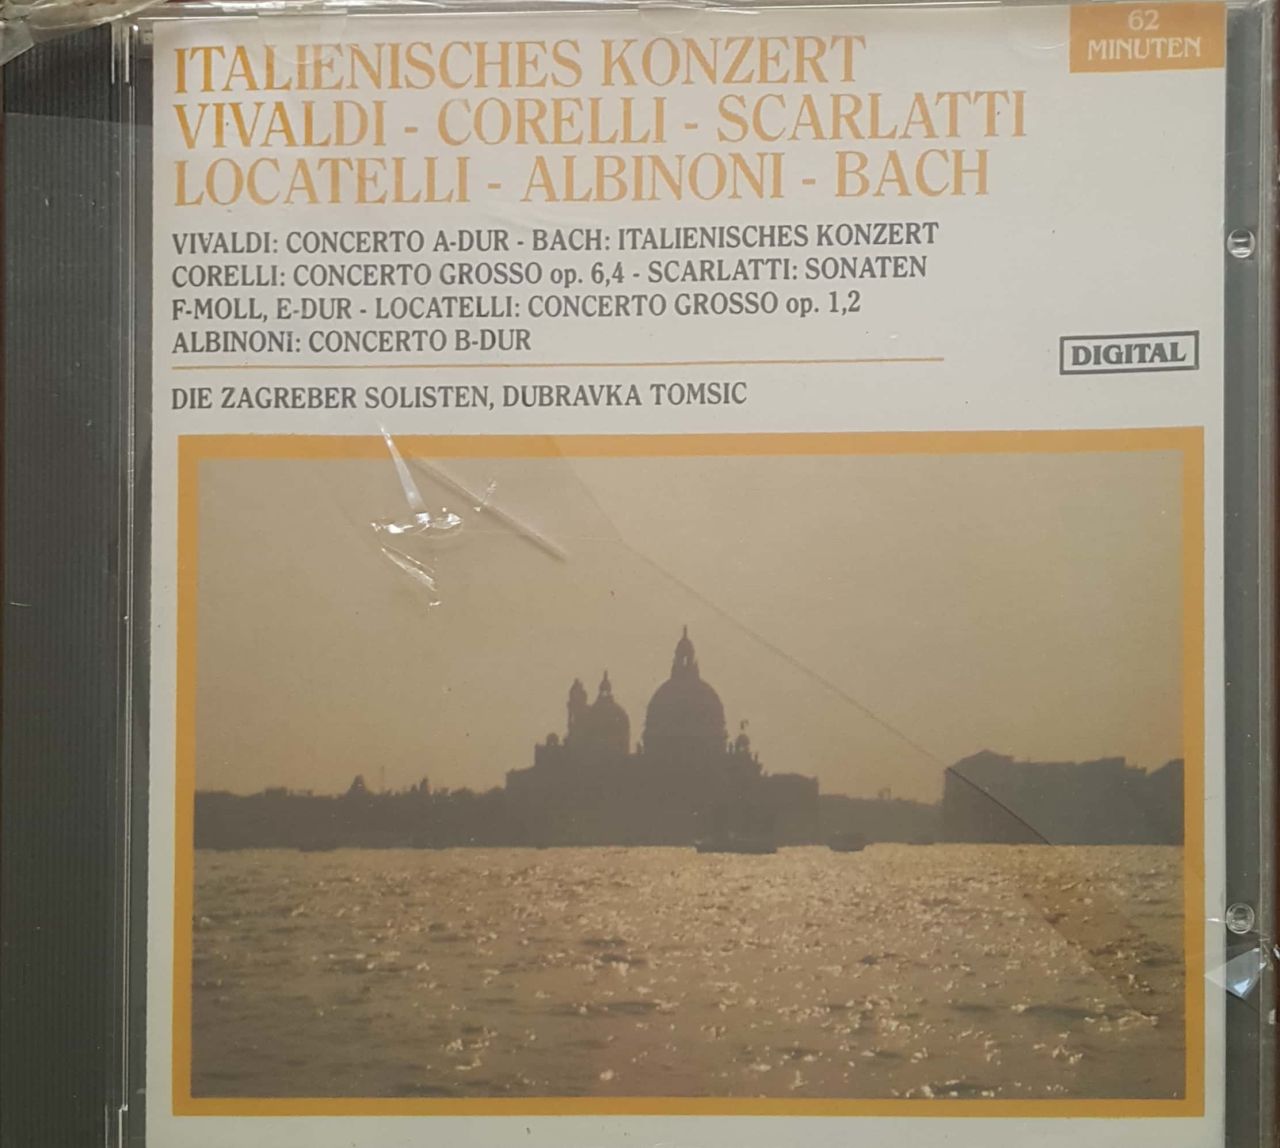 62
MINUTEN
ITALIENISCHES KONZERT
VIVALDI - CORELLI - SCARLATTI
LOCATELLI - ALBINONI - BACH
VIVALDI: CONCERTO A-DUR - BACH: ITALIENISCHES KONZERT
CORELLI: CONCERTO GROSSO op. 6,4 - SCARLATTI: SONATEN
F-MOLL, E-DUR - LOCATELLI: CONCERTO GROSSO op. 1,2
ALBINONI: CONCERTO B-DUR
DIGITAL
DIE ZAGREBER SOLISTEN, DUBRAVKA TOMSIC